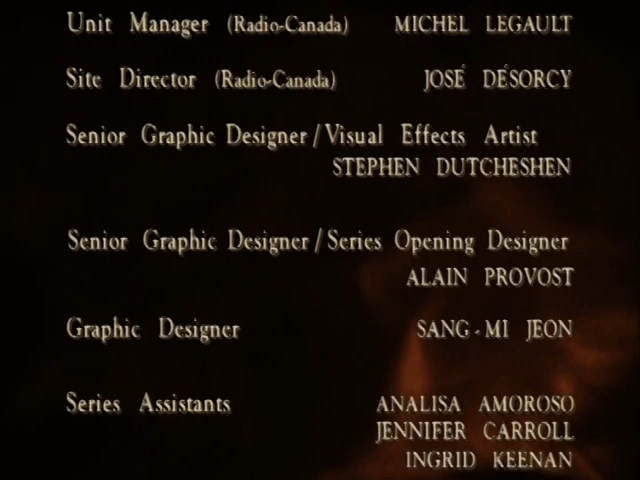 Unit Manager (Radio-Canada) MICHEL LEGAULT
Site Director (Radio-Canada) JOSÉ DÉSORCY
Senior Graphic Designer/Visual Effects Artist
STEPHEN DUTCHESHEN
Senior Graphic Designer/Series Opening Designer
ALAIN PROVOST
Graphic Designer SANG-MI JEON
Series Assistants ANALISA AMOROSO
JENNIFER CARROLL
INGRID KEENAN